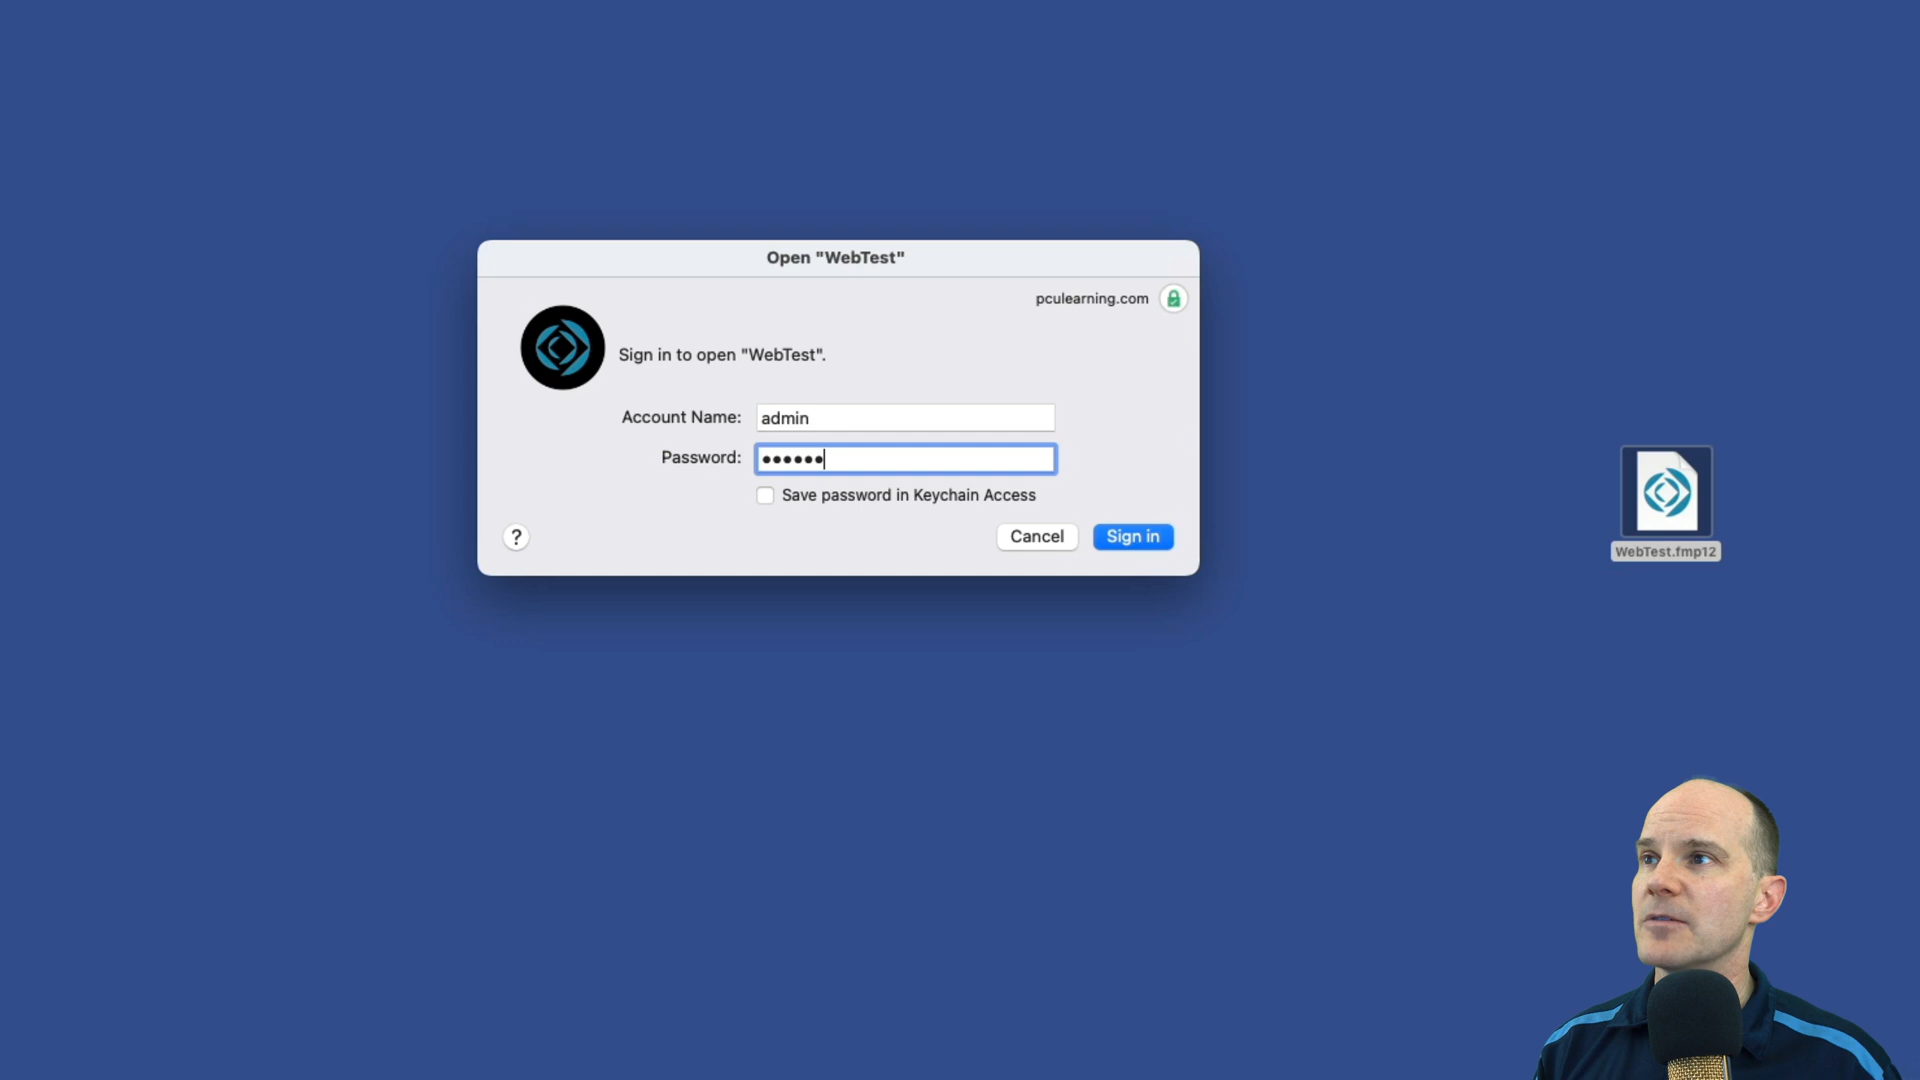 Open "WebTest"
pculearning.com
Sign in to open "WebTest".
Account Name: admin
Password: ••••••
Save password in Keychain Access
? Cancel Sign in
WebTest.fmp12